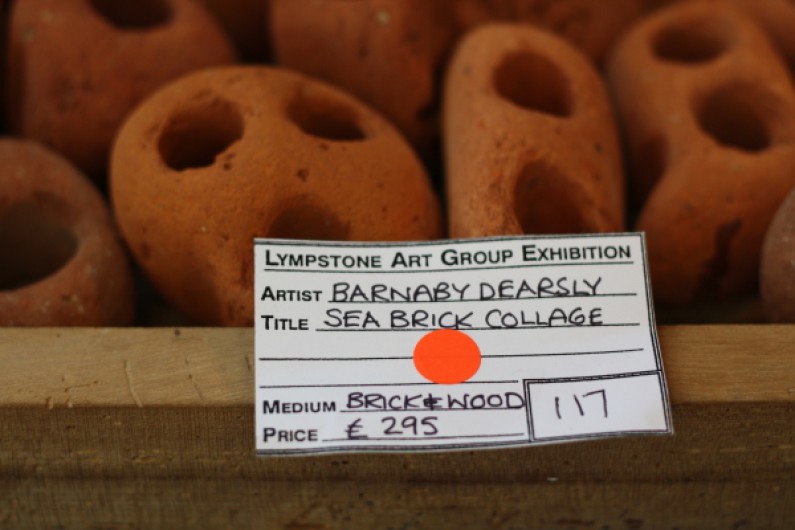 LYMPSTONE ART GROUP EXHIBITION
ARTIST BARNABY DEARSLY
TITLE SEA BRICK COLLAGE
MEDIUM BRICK & WOOD
117
PRICE £ 295